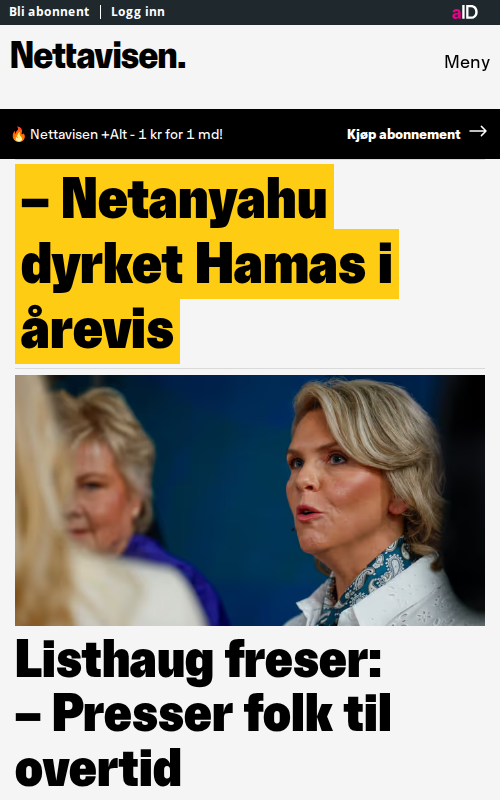 Bli abonnent | Logg inn
aID
Nettavisen.
Meny
🔥 Nettavisen +Alt - 1 kr for 1 md!
Kjøp abonnement →
– Netanyahu
dyrket Hamas i
årevis
Listhaug freser:
– Presser folk til
overtid